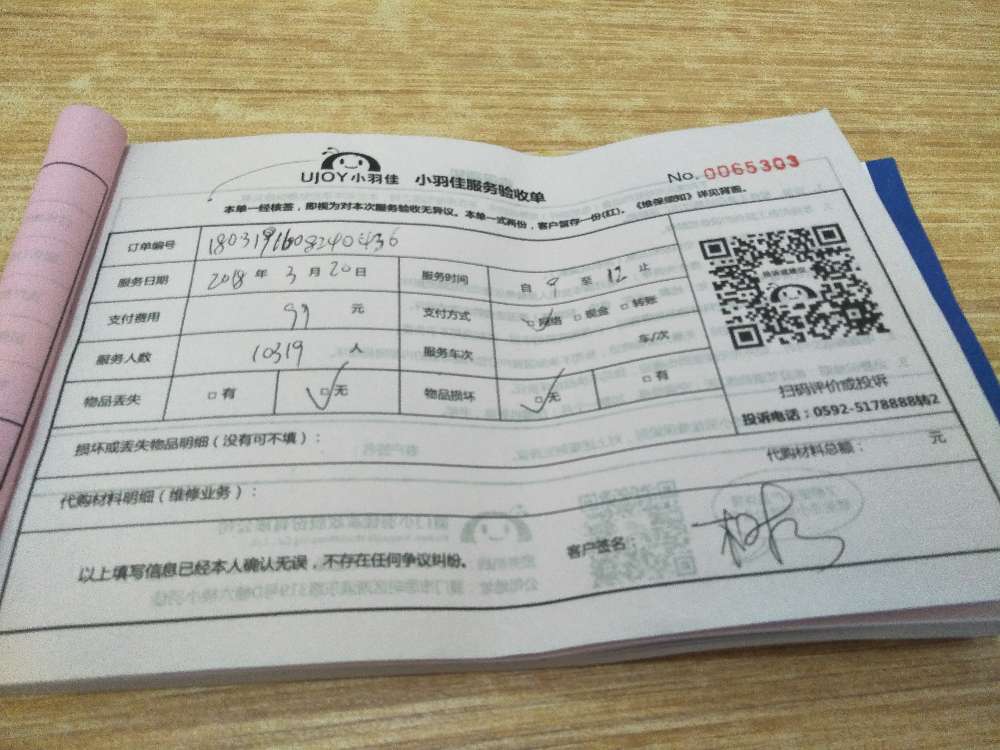 UJOY小羽佳 小羽佳服务验收单 No.0065303
本单一经核签，即视为对本次服务验收无异议。本单一式两份，客户留存一份(红)。《维保须知》详见背面。
订单编号 1803191608240436
服务日期 2018 年 3 月 20 日 服务时间 自 9 至 12 止
支付费用 99 元 支付方式 □网络 □现金 □转账
服务人数 10319 人 服务车次 车/次
物品丢失 □有 □无 物品损坏 □无 □有
投诉或建议
扫码评价或投诉
投诉电话：0592-5178888转2
损坏或丢失物品明细（没有可不填）：
代购材料明细（维修业务）： 代购材料总额： 元
以上填写信息已经本人确认无误，不存在任何争议纠纷。 客户签名：